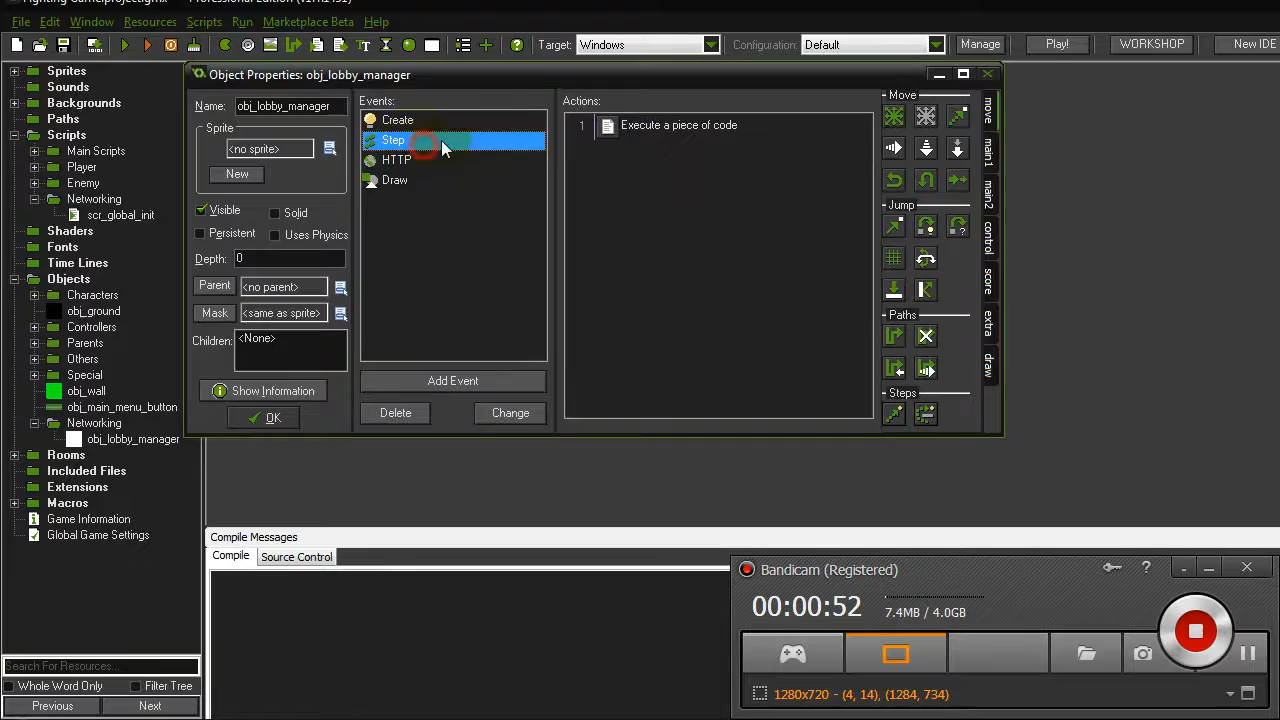 File Edit Window Resources Scripts Run Marketplace Beta Help
Target: Windows Configuration: Default Manage Play! WORKSHOP New IDE
Sprites
Sounds
Backgrounds
Paths
Scripts
Main Scripts
Player
Enemy
Networking
scr_global_init
Shaders
Fonts
Time Lines
Objects
Characters
obj_ground
Controllers
Parents
Others
Special
obj_wall
obj_main_menu_button
Networking
obj_lobby_manager
Rooms
Included Files
Extensions
Macros
Game Information
Global Game Settings
Search For Resources...
Whole Word Only Filter Tree
Previous Next
Object Properties: obj_lobby_manager
Name: obj_lobby_manager
Sprite
<no sprite>
New
Visible Solid
Persistent Uses Physics
Depth: 0
Parent <no parent>
Mask <same as sprite>
Children: <None>
Show Information
OK
Events:
Create
Step
HTTP
Draw
Add Event
Delete Change
Actions:
1 Execute a piece of code
Move
Jump
Paths
Steps
move
main1
main2
control
score
extra
draw
Compile Messages
Compile Source Control
Bandicam (Registered)
00:00:52 7.4MB / 4.0GB
1280x720 - (4, 14), (1284, 734)